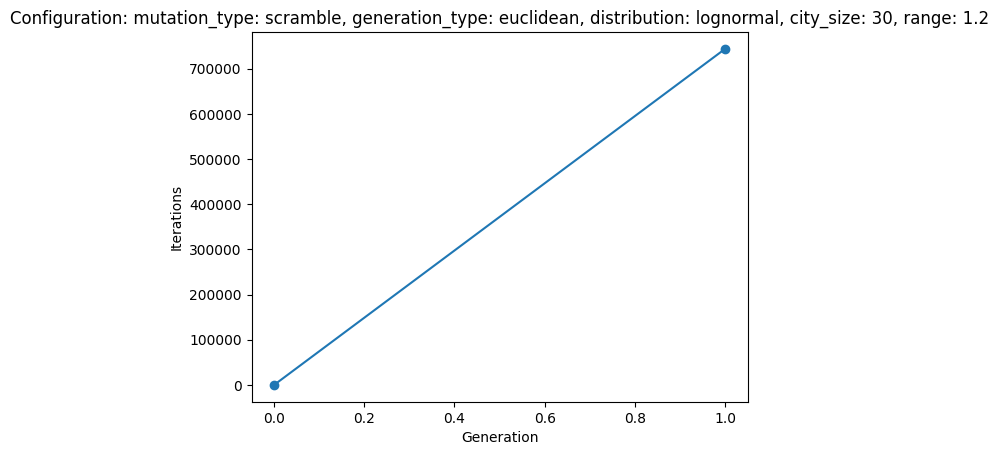 Configuration: mutation_type: scramble, generation_type: euclidean, distribution: lognormal, city_size: 30, range: 1.2
700000
600000
500000
400000
300000
200000
100000
0
Iterations
0.0 0.2 0.4 0.6 0.8 1.0
Generation